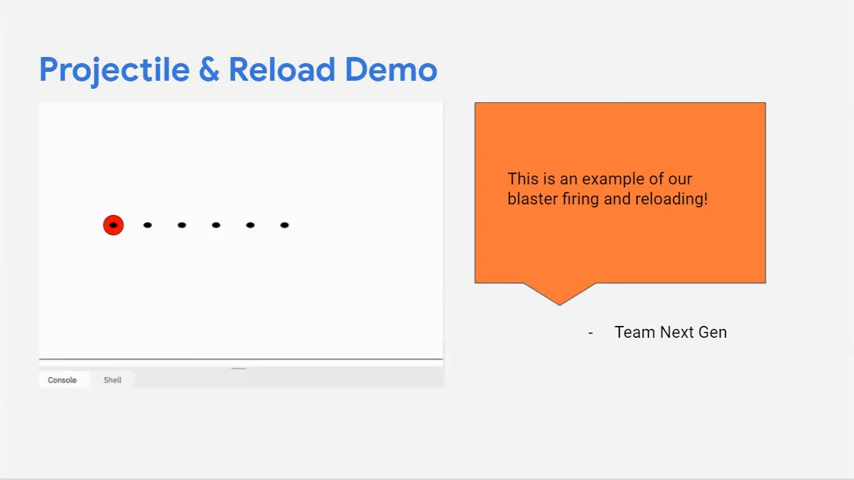 Projectile & Reload Demo
This is an example of our
blaster firing and reloading!
- Team Next Gen
Console Shell